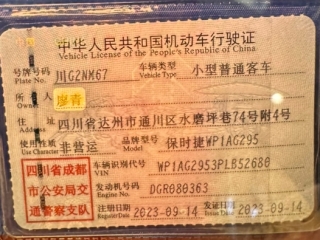 中华人民共和国机动车行驶证
Vehicle License of the People's Republic of China
号牌号码 川G2NM67 车辆类型 小型普通客车
Plate No. Vehicle Type
所有人 廖青
住址 四川省达州市通川区水磨坪巷74号附4号
使用性质 非营运 品牌型号 保时捷WP1AG295
Use Character Model
四川省成都
市公安局交
通警察支队
车辆识别代号 WP1AG2953PLB52680
VIN
发动机号码 DGR080363
Engine No.
注册日期 2023-09-14 发证日期 2023-09-14
Register Date Issue Date